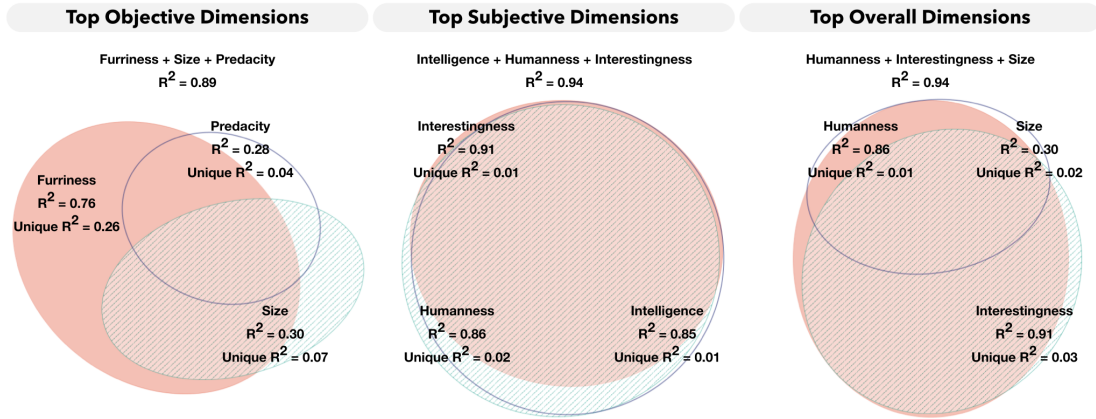 Top Objective Dimensions
Furriness + Size + Predacity
R² = 0.89
Predacity
R² = 0.28
Unique R² = 0.04
Furriness
R² = 0.76
Unique R² = 0.26
Size
R² = 0.30
Unique R² = 0.07
Top Subjective Dimensions
Intelligence + Humanness + Interestingness
R² = 0.94
Interestingness
R² = 0.91
Unique R² = 0.01
Humanness
R² = 0.86
Unique R² = 0.02
Intelligence
R² = 0.85
Unique R² = 0.01
Top Overall Dimensions
Humanness + Interestingness + Size
R² = 0.94
Humanness
R² = 0.86
Unique R² = 0.01
Size
R² = 0.30
Unique R² = 0.02
Interestingness
R² = 0.91
Unique R² = 0.03